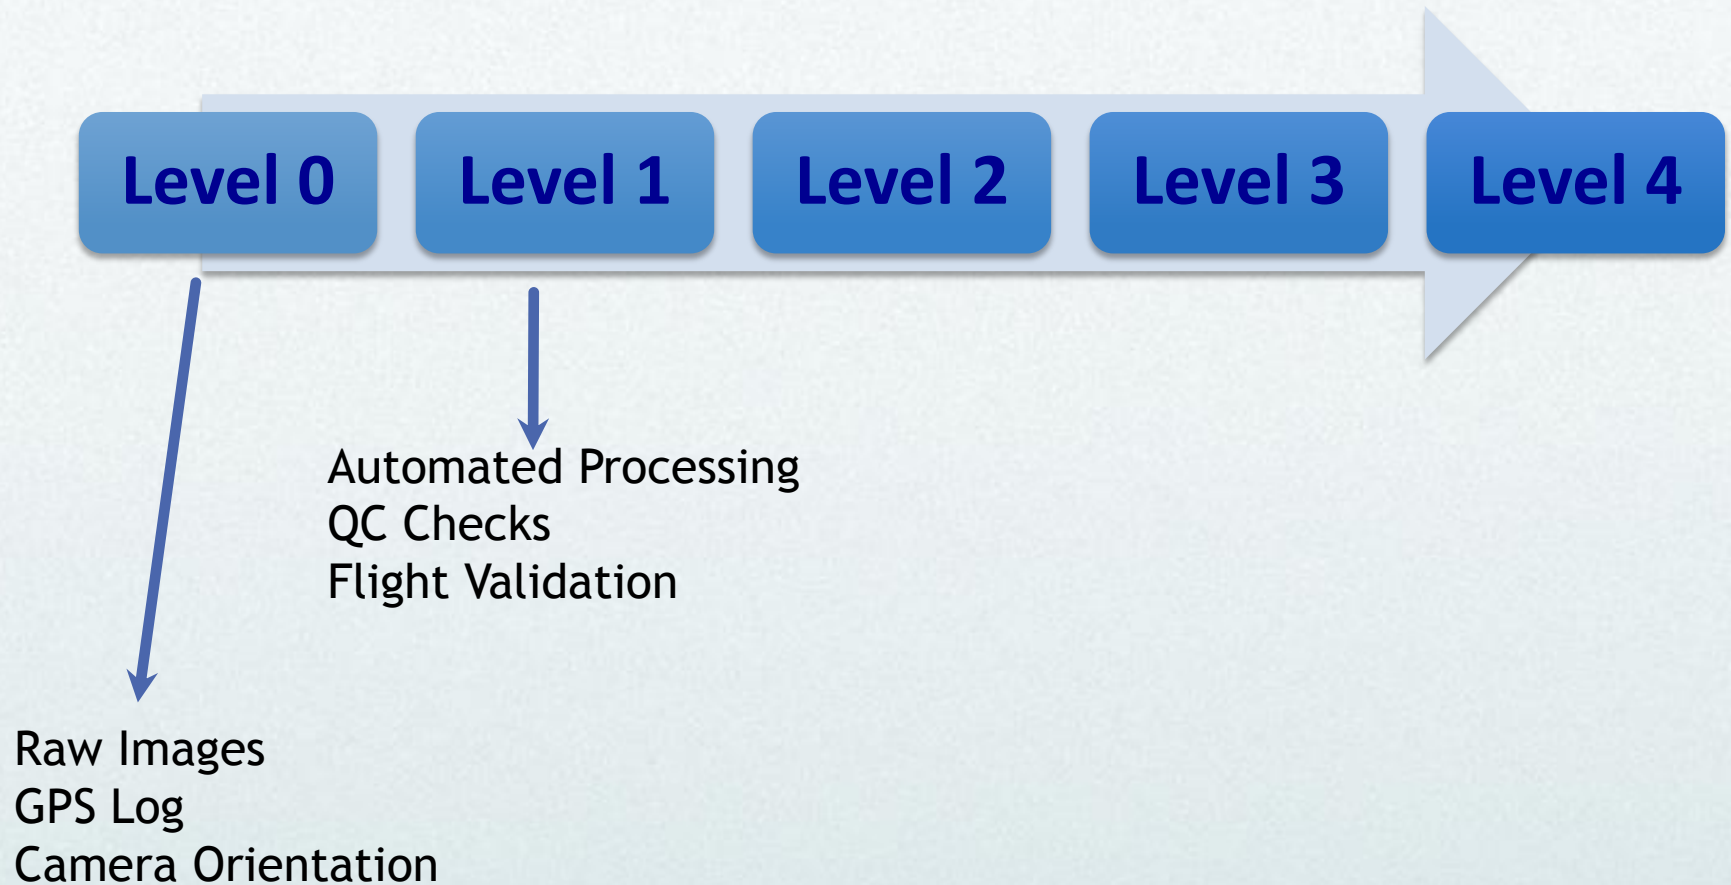 Level 0
Level 1
Level 2
Level 3
Level 4
Automated Processing
QC Checks
Flight Validation
Raw Images
GPS Log
Camera Orientation